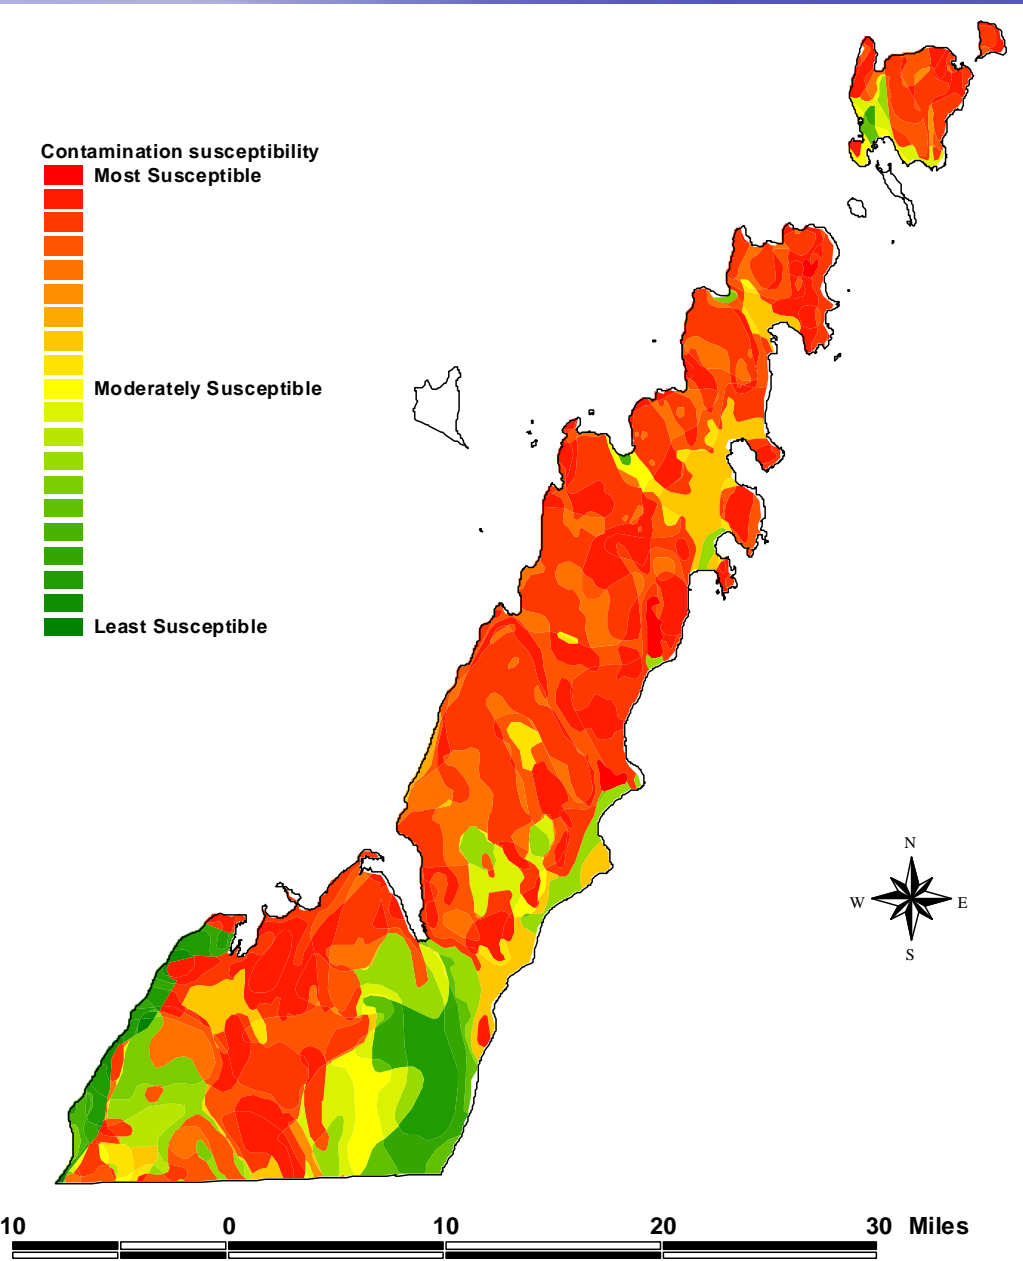 Contamination susceptibility
Most Susceptible
Moderately Susceptible
Least Susceptible
N
W E
S
10 0 10 20 30 Miles